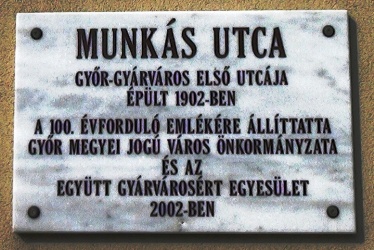 MUNKÁS UTCA
GYŐR-GYÁRVÁROS ELSŐ UTCÁJA
ÉPÜLT 1902-BEN
A 100. ÉVFORDULÓ EMLÉKÉRE ÁLLÍTTATTA
GYŐR MEGYEI JOGÚ VÁROS ÖNKORMÁNYZATA
ÉS AZ
EGYÜTT GYÁRVÁROSÉRT EGYESÜLET
2002-BEN